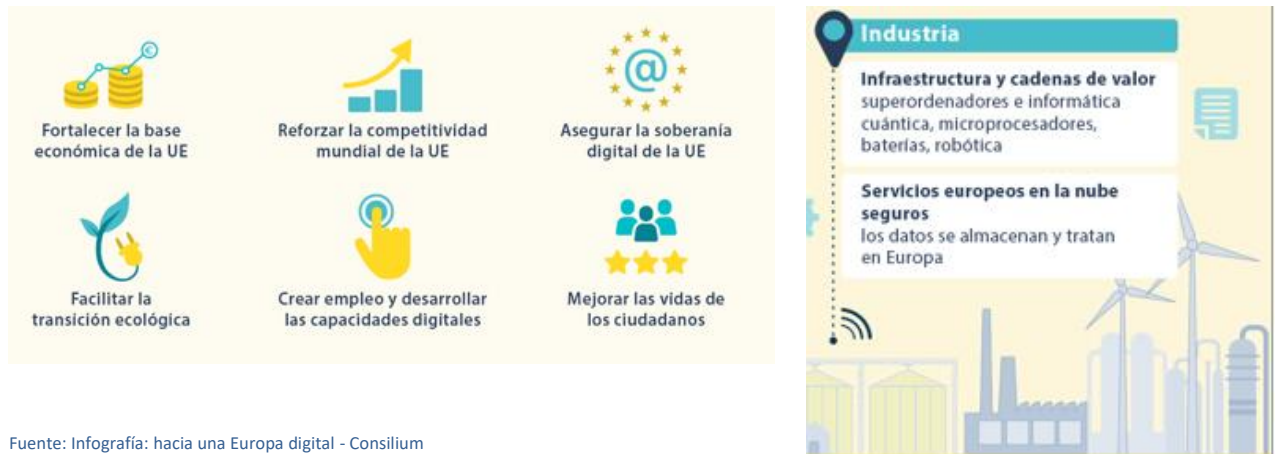 Fortalecer la base
económica de la UE
Reforzar la competitividad
mundial de la UE
Asegurar la soberanía
digital de la UE
Facilitar la
transición ecológica
Crear empleo y desarrollar
las capacidades digitales
Mejorar las vidas de
los ciudadanos
Industria
Infraestructura y cadenas de valor
superordenadores e informática
cuántica, microprocesadores,
baterías, robótica
Servicios europeos en la nube
seguros
los datos se almacenan y tratan
en Europa
Fuente: Infografía: hacia una Europa digital - Consilium